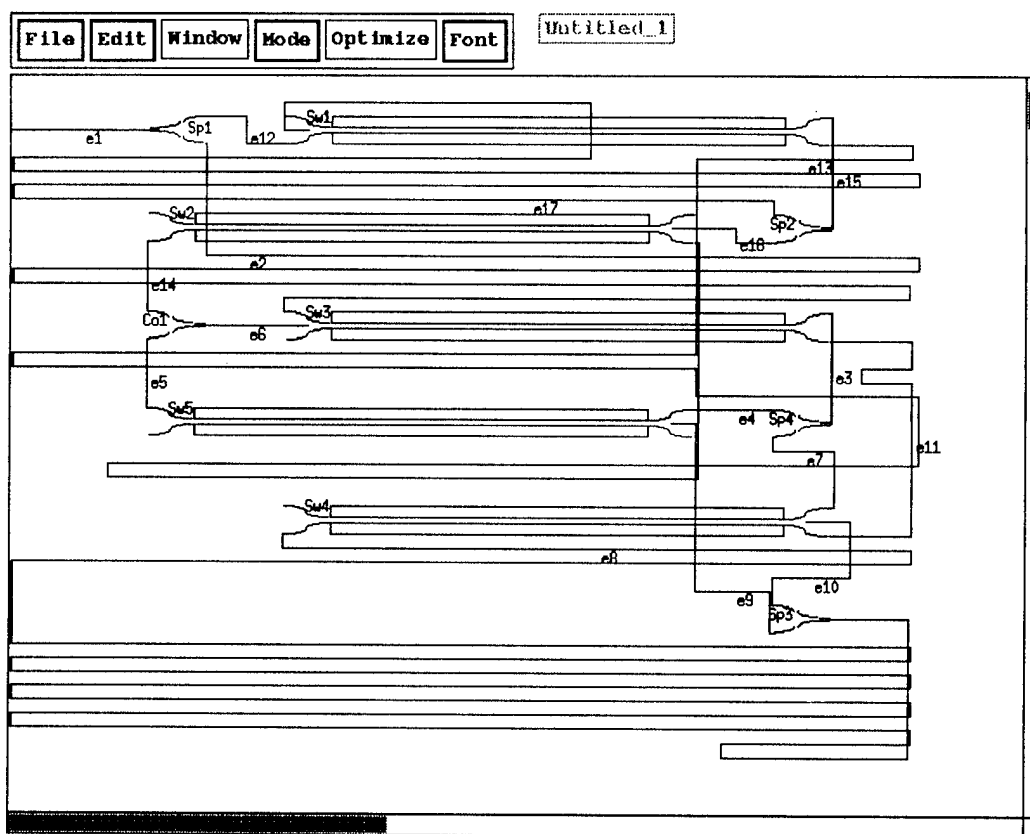 File Edit Window Mode Optimize Font Untitled_1
Sp1 Sw1
e1 e12
e13
e15
Sw2 e17 Sp2
e18
e2
e14
Co1 Sw3
e6
e5 e3
Sw5 e4 Sp4
e7 e11
Sw4
e8 e10
e9
Sp3